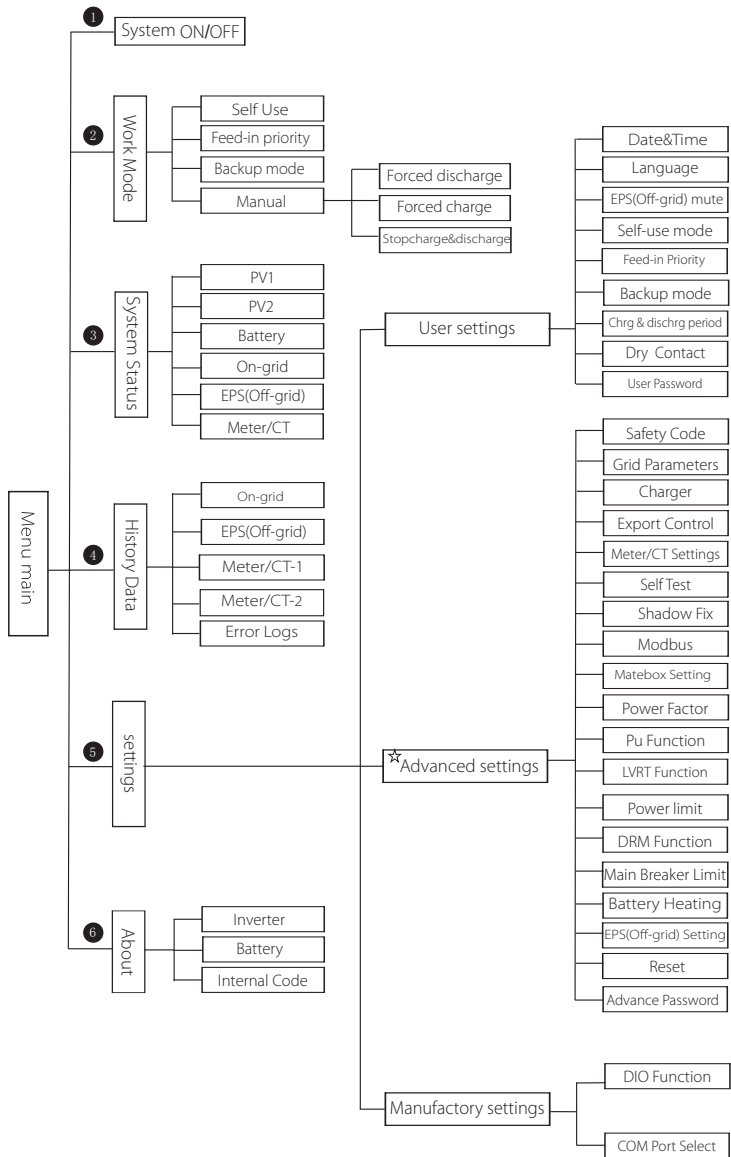 Menu main
1
System ON/OFF
2
Work Mode
Self Use
Feed-in priority
Backup mode
Manual
Forced discharge
Forced charge
Stopcharge&discharge
3
System Status
PV1
PV2
Battery
On-grid
EPS(Off-grid)
Meter/CT
4
History Data
On-grid
EPS(Off-grid)
Meter/CT-1
Meter/CT-2
Error Logs
5
settings
User settings
Date&Time
Language
EPS(Off-grid) mute
Self-use mode
Feed-in Priority
Backup mode
Chrg & dischrg period
Dry Contact
User Password
☆Advanced settings
Safety Code
Grid Parameters
Charger
Export Control
Meter/CT Settings
Self Test
Shadow Fix
Modbus
Matebox Setting
Power Factor
Pu Function
LVRT Function
Power limit
DRM Function
Main Breaker Limit
Battery Heating
EPS(Off-grid) Setting
Reset
Advance Password
Manufactory settings
DIO Function
COM Port Select
6
About
Inverter
Battery
Internal Code